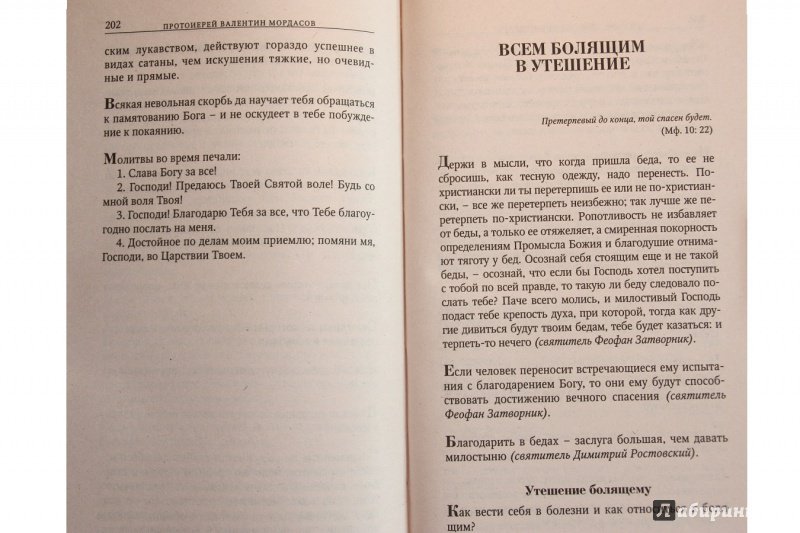 202
ПРОТОИЕРЕЙ ВАЛЕНТИН МОРДАСОВ
ским лукавством, действуют гораздо успешнее в
видах сатаны, чем искушения тяжкие, но очевид-
ные и прямые.
Всякая невольная скорбь да научает тебя обращаться
к памятованию Бога – и не оскудеет в тебе побужде-
ние к покаянию.
Молитвы во время печали:
1. Слава Богу за все!
2. Господи! Предаюсь Твоей Святой воле! Будь со
мной воля Твоя!
3. Господи! Благодарю Тебя за все, что Тебе благоу-
годно послать на меня.
4. Достойное по делам моим приемлю; помяни мя,
Господи, во Царствии Твоем.
ВСЕМ БОЛЯЩИМ
В УТЕШЕНИЕ
Претерпевый до конца, той спасен будет.
(Мф. 10: 22)
Держи в мысли, что когда пришла беда, то ее не
сбросишь, как тесную одежду, надо перенесть. По-
христиански ли ты перетерпишь ее или не по-христиан-
ски, – все же перетерпеть неизбежно; так лучше же пе-
ретерпеть по-христиански. Ропотливость не избавляет
от беды, а только ее отяжеляет, а смиренная покорность
определениям Промысла Божия и благодушие отнима-
ют тяготу у бед. Осознай себя стоящим еще и не такой
беды, – осознай, что если бы Господь хотел поступить
с тобой по всей правде, то такую ли беду следовало по-
слать тебе? Паче всего молись, и милостивый Господь
подаст тебе крепость духа, при которой, тогда как дру-
гие дивиться будут твоим бедам, тебе будет казаться: и
терпеть-то нечего (святитель Феофан Затворник).
Если человек переносит встречающиеся ему испыта-
ния с благодарением Богу, то они ему будут способ-
ствовать достижению вечного спасения (святитель
Феофан Затворник).
Благодарить в бедах – заслуга большая, чем давать
милостыню (святитель Димитрий Ростовский).
Утешение болящему
Как вести себя в болезни и как относиться к боля-
щим?
Лабиринт